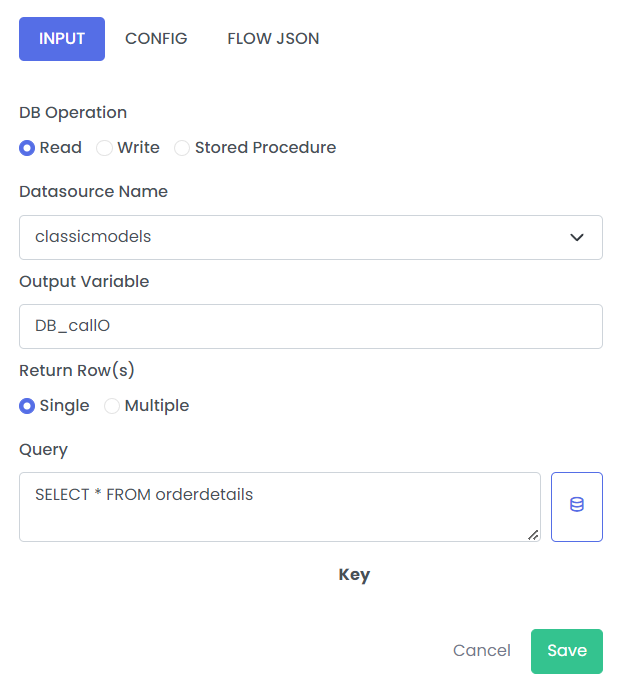 INPUT CONFIG FLOW JSON
DB Operation
Read Write Stored Procedure
Datasource Name
classicmodels
Output Variable
DB_callO
Return Row(s)
Single Multiple
Query
SELECT * FROM orderdetails
Key
Cancel Save